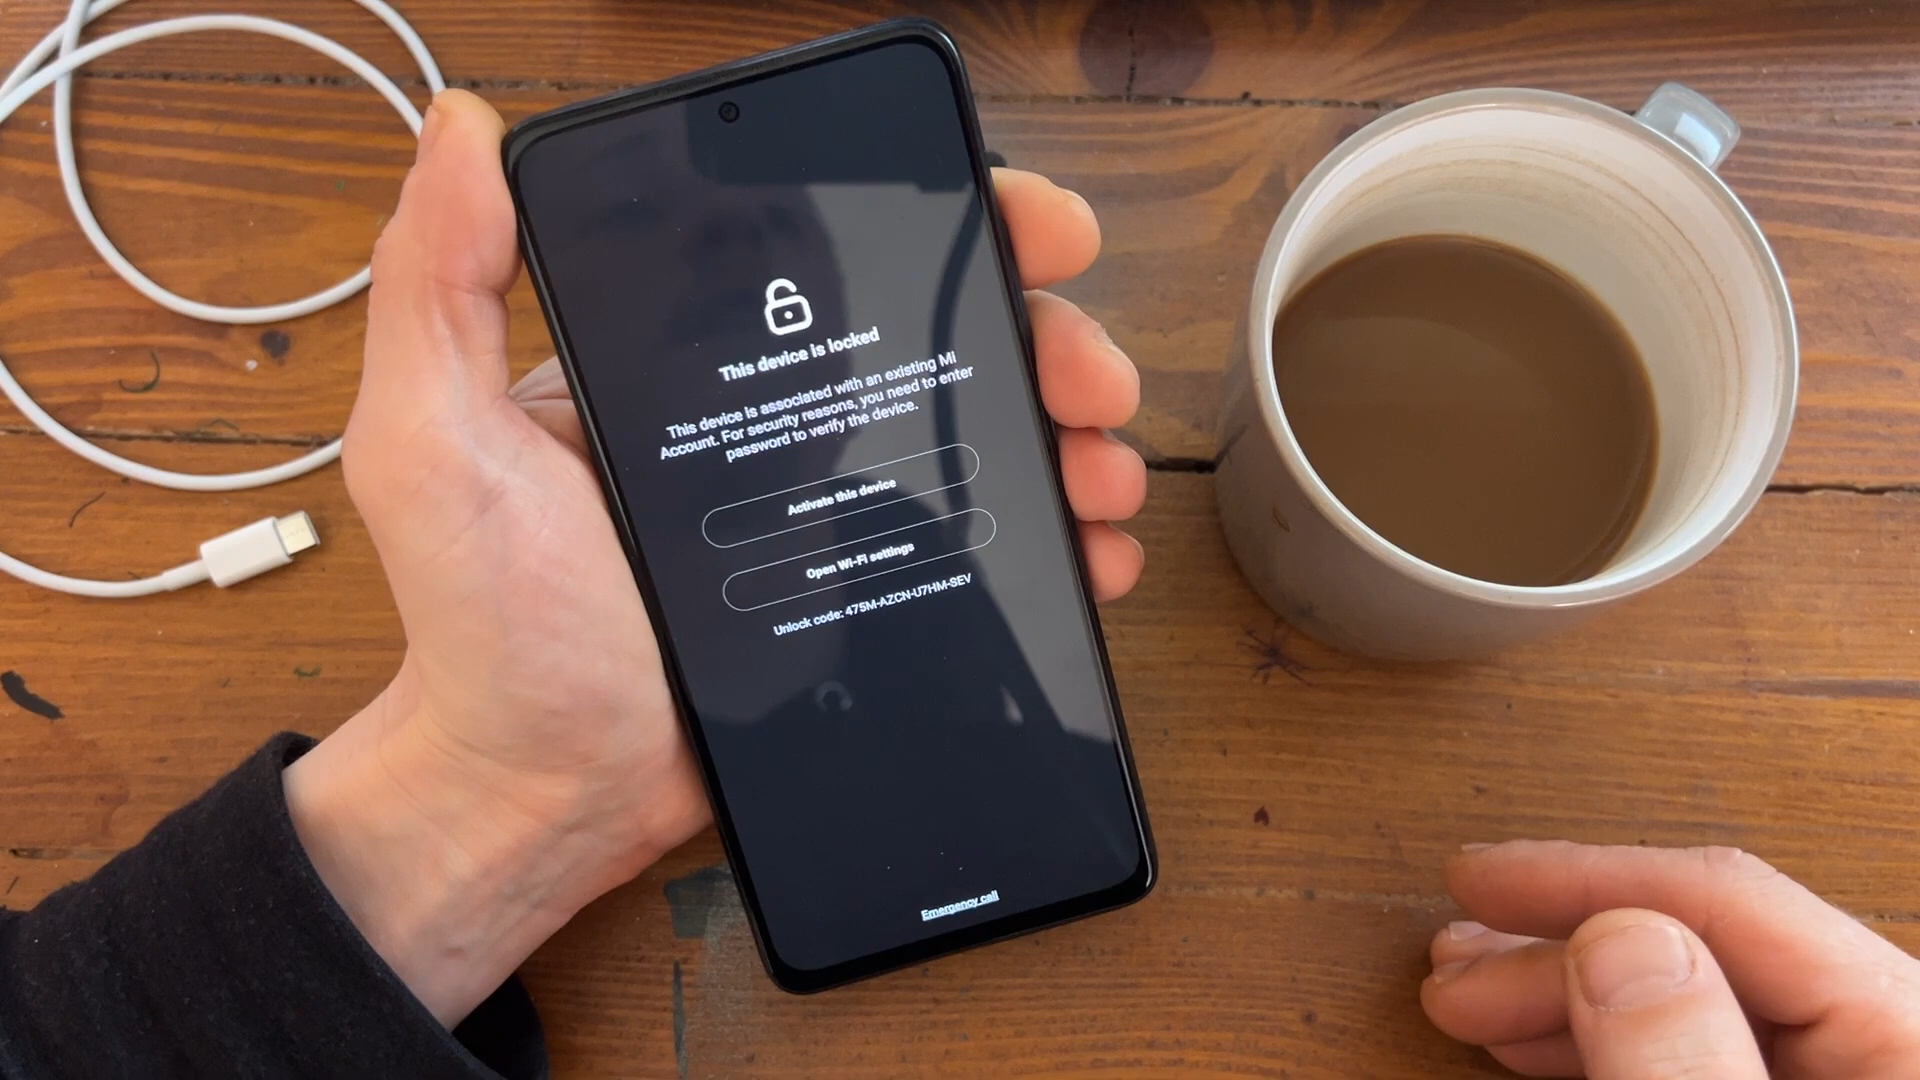 This device is locked
This device is associated with an existing Mi
Account. For security reasons, you need to enter
password to verify the device.
Activate this device
Open Wi-Fi settings
Unlock code: 475M-AZCN-U7HM-SEV
Emergency call